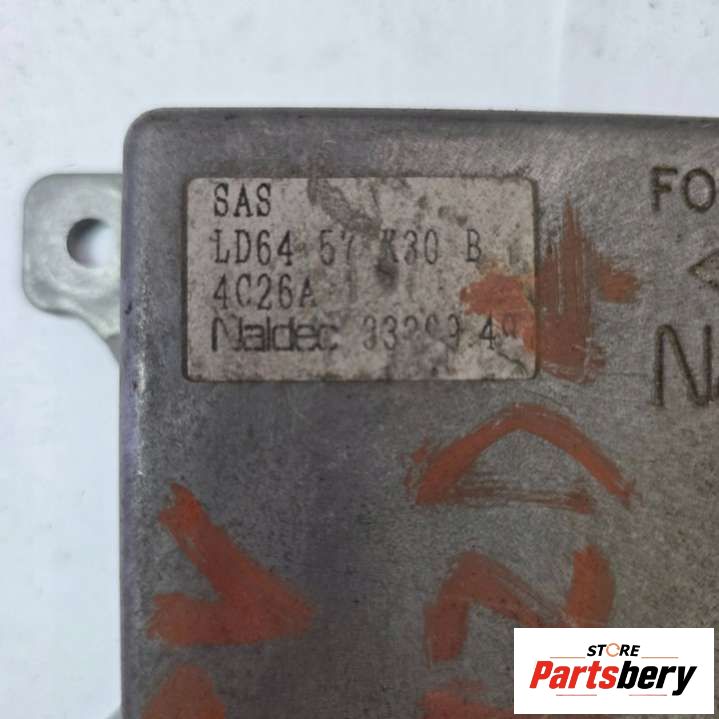 SAS
LD64 57 K30 B
4C26A
Naldec
FO
STORE
Partsbery